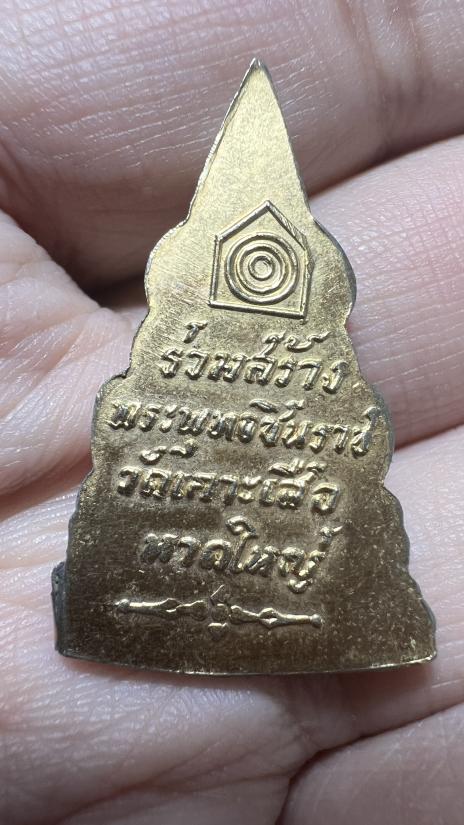 ร่วมสร้าง
พระพุทธชินราช
วัดเกาะเสือ
หาดใหญ่